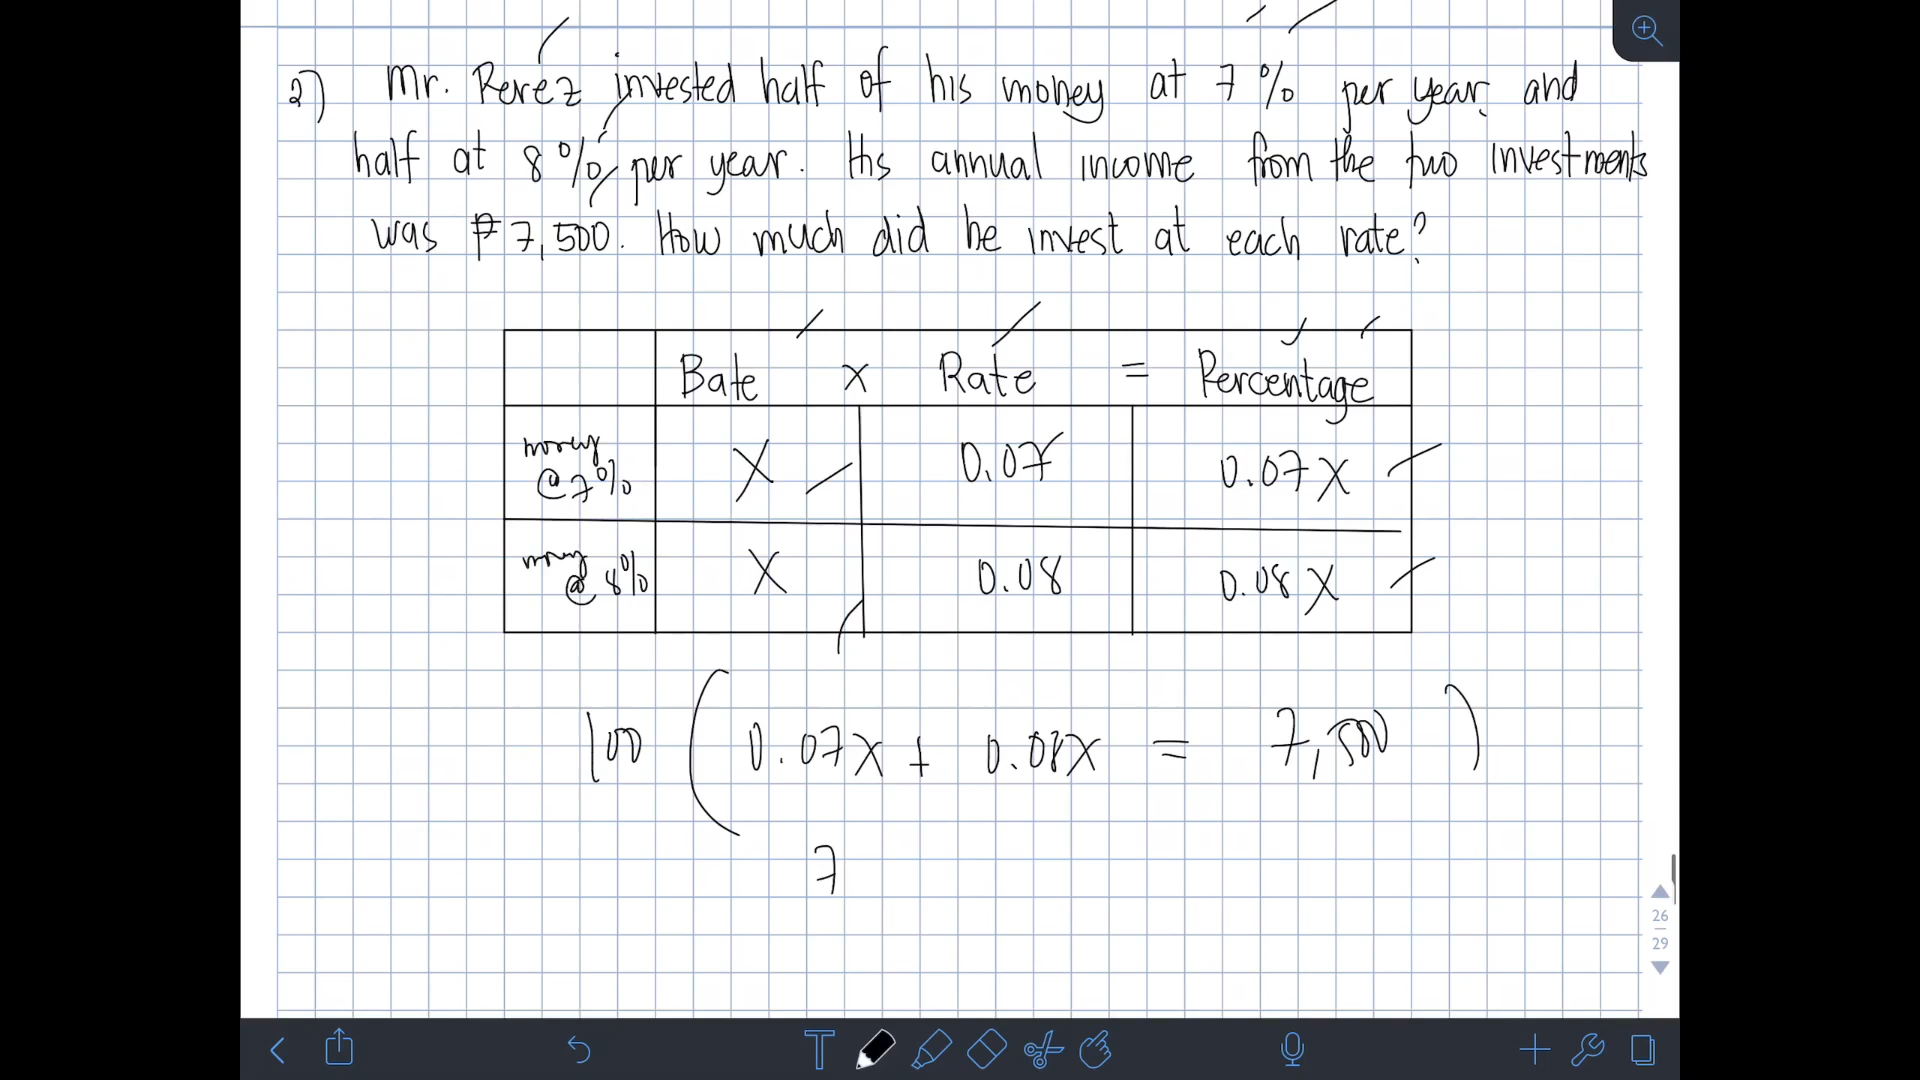 2) Mr. Perez invested half of his money at 7% per year and
half at 8% per year. His annual income from the two investments
was ₱7,500. How much did he invest at each rate?
Base x Rate = Percentage
money @ 7% X 0.07 0.07X
money @ 8% X 0.08 0.08X
100 ( 0.07X + 0.08X = 7,500 )
7
26
29
T